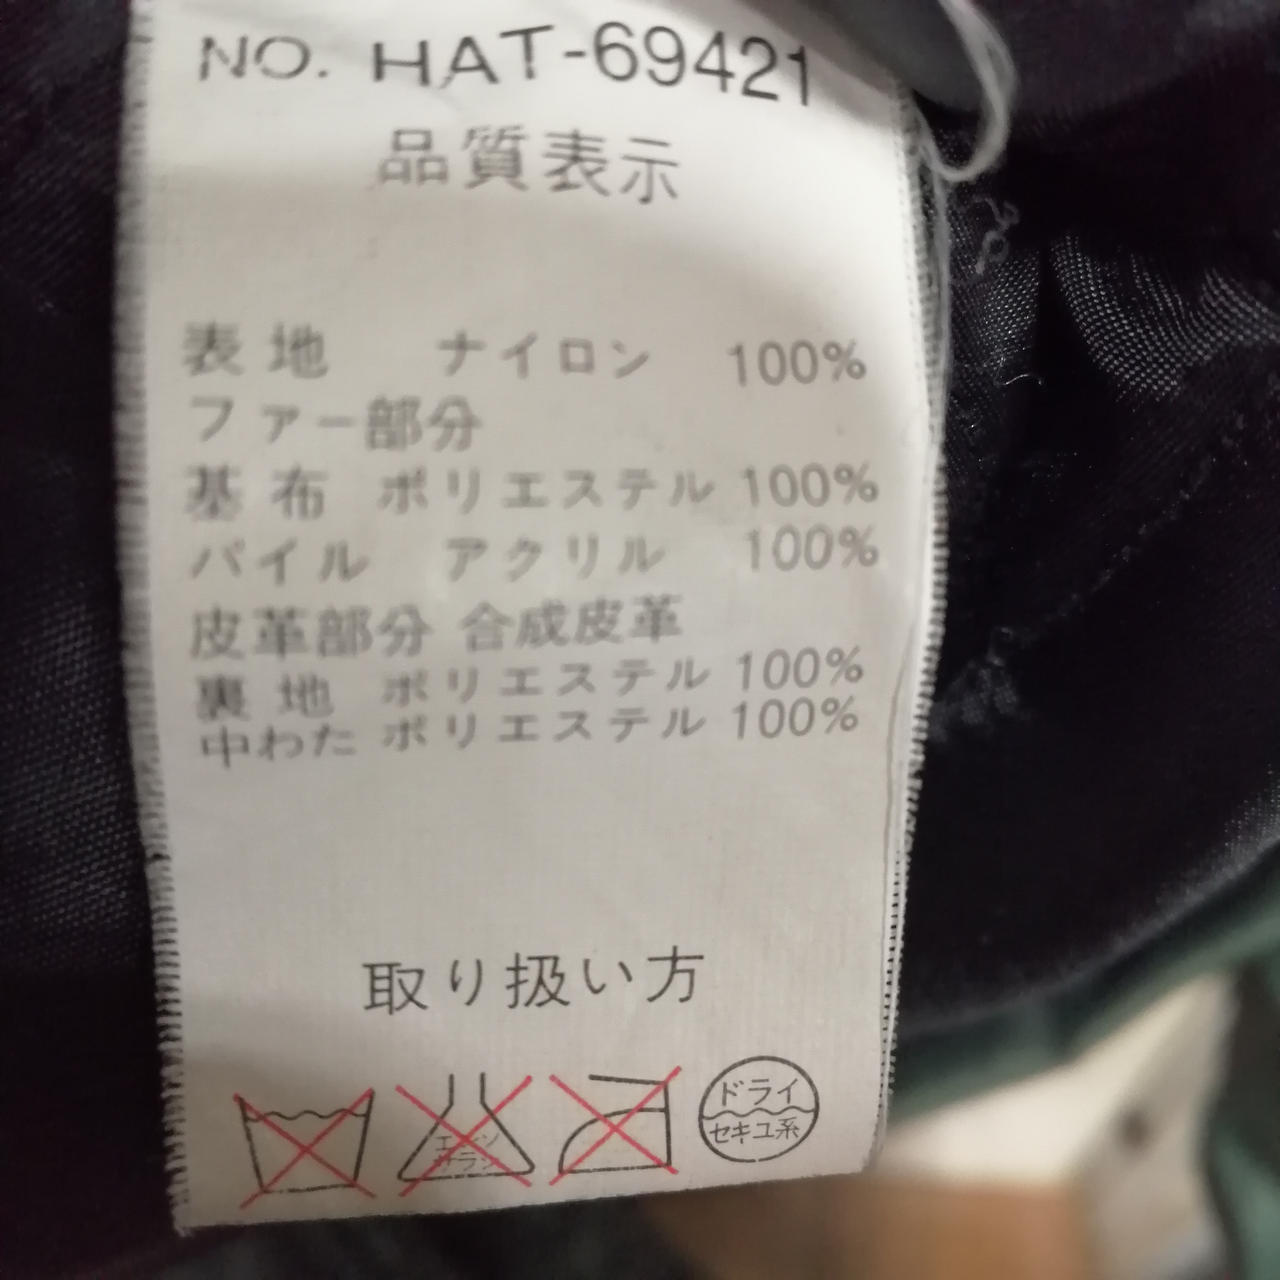 NO. HAT-69421
品質表示
表地 ナイロン 100%
ファー部分
基布 ポリエステル 100%
パイル アクリル 100%
皮革部分 合成皮革
裏地 ポリエステル 100%
中わた ポリエステル 100%
取り扱い方
エンソ
サラシ
ドライ
セキユ系